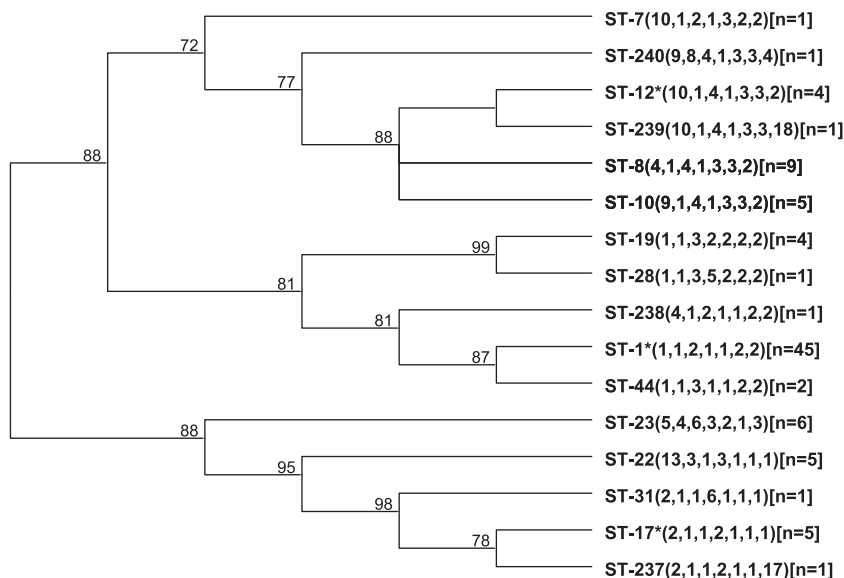 ST-7(10,1,2,1,3,2,2)[n=1]
72
ST-240(9,8,4,1,3,3,4)[n=1]
77
ST-12*(10,1,4,1,3,3,2)[n=4]
ST-239(10,1,4,1,3,3,18)[n=1]
88
88
ST-8(4,1,4,1,3,3,2)[n=9]
ST-10(9,1,4,1,3,3,2)[n=5]
ST-19(1,1,3,2,2,2,2)[n=4]
99
ST-28(1,1,3,5,2,2,2)[n=1]
81
ST-238(4,1,2,1,1,2,2)[n=1]
81
ST-1*(1,1,2,1,1,2,2)[n=45]
87
ST-44(1,1,3,1,1,2,2)[n=2]
ST-23(5,4,6,3,2,1,3)[n=6]
88
ST-22(13,3,1,3,1,1,1)[n=5]
95
ST-31(2,1,1,6,1,1,1)[n=1]
98
ST-17*(2,1,1,2,1,1,1)[n=5]
78
ST-237(2,1,1,2,1,1,17)[n=1]